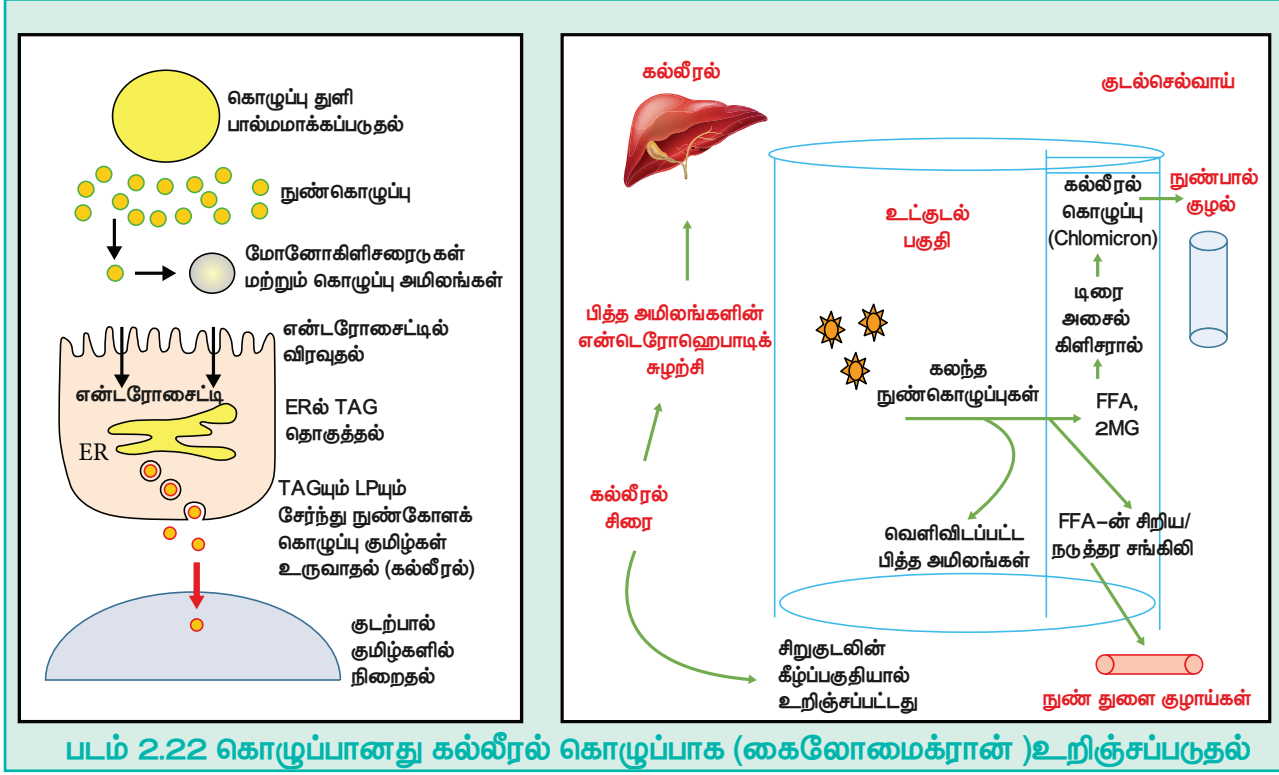 கொழுப்பு துளி
பால்மமாக்கப்படுதல்
நுண்கொழுப்பு
மோனோகிளிசரைடுகள்
மற்றும் கொழுப்பு அமிலங்கள்
என்டரோசைட்டில்
விரவுதல்
என்டரோசைட்டி
ER
ERல் TAG
தொகுத்தல்
TAGயும் LPயும்
சேர்ந்து நுண்கோளக்
கொழுப்பு குமிழ்கள்
உருவாதல் (கல்லீரல்)
குடற்பால்
குமிழ்களில்
நிறைதல்
கல்லீரல்
குடல்செல்வாய்
உட்குடல்
பகுதி
கல்லீரல்
கொழுப்பு
(Chlomicron)
நுண்பால்
குழல்
பித்த அமிலங்களின்
என்டெரோஹெபாடிக்
சுழற்சி
டிரை
அசைல்
கிளிசரால்
கலந்த
நுண்கொழுப்புகள்
FFA,
2MG
கல்லீரல்
சிரை
வெளிவிடப்பட்ட
பித்த அமிலங்கள்
FFA-ன் சிறிய/
நடுத்தர சங்கிலி
சிறுகுடலின்
கீழ்ப்பகுதியால்
உறிஞ்சப்பட்டது
நுண் துளை குழாய்கள்
படம் 2.22 கொழுப்பானது கல்லீரல் கொழுப்பாக (கைலோமைக்ரான் )உறிஞ்சப்படுதல்